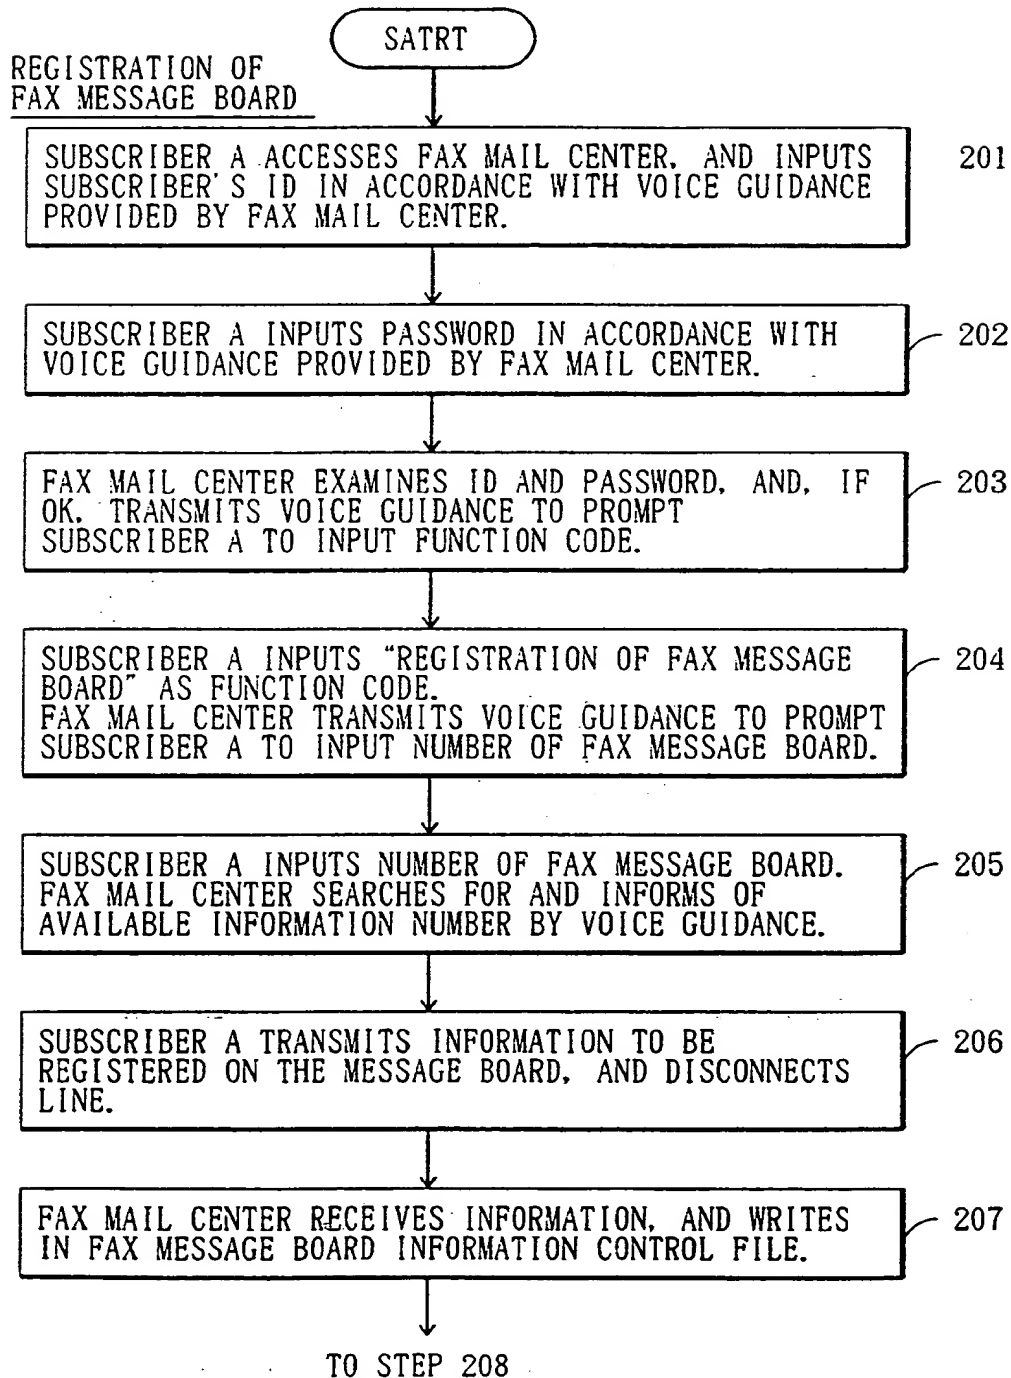 SATRT
REGISTRATION OF
FAX MESSAGE BOARD
SUBSCRIBER A ACCESSES FAX MAIL CENTER, AND INPUTS
SUBSCRIBER'S ID IN ACCORDANCE WITH VOICE GUIDANCE
PROVIDED BY FAX MAIL CENTER.
201
SUBSCRIBER A INPUTS PASSWORD IN ACCORDANCE WITH
VOICE GUIDANCE PROVIDED BY FAX MAIL CENTER.
202
FAX MAIL CENTER EXAMINES ID AND PASSWORD, AND, IF
OK, TRANSMITS VOICE GUIDANCE TO PROMPT
SUBSCRIBER A TO INPUT FUNCTION CODE.
203
SUBSCRIBER A INPUTS "REGISTRATION OF FAX MESSAGE
BOARD" AS FUNCTION CODE.
FAX MAIL CENTER TRANSMITS VOICE GUIDANCE TO PROMPT
SUBSCRIBER A TO INPUT NUMBER OF FAX MESSAGE BOARD.
204
SUBSCRIBER A INPUTS NUMBER OF FAX MESSAGE BOARD.
FAX MAIL CENTER SEARCHES FOR AND INFORMS OF
AVAILABLE INFORMATION NUMBER BY VOICE GUIDANCE.
205
SUBSCRIBER A TRANSMITS INFORMATION TO BE
REGISTERED ON THE MESSAGE BOARD, AND DISCONNECTS
LINE.
206
FAX MAIL CENTER RECEIVES INFORMATION, AND WRITES
IN FAX MESSAGE BOARD INFORMATION CONTROL FILE.
207
TO STEP 208